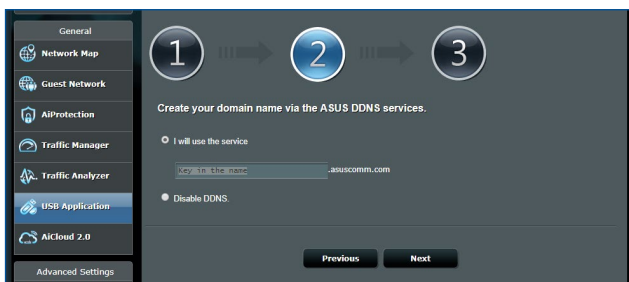 General
Network Map
Guest Network
AiProtection
Traffic Manager
Traffic Analyzer
USB Application
AiCloud 2.0
Advanced Settings
1
2
3
Create your domain name via the ASUS DDNS services.
I will use the service
Key in the name .asuscomm.com
Disable DDNS.
Previous Next